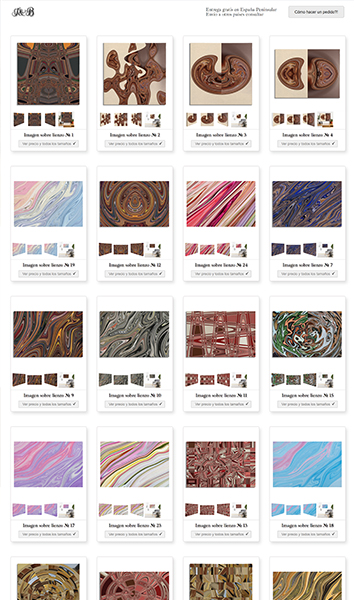 J&B
Entrega gratis en España Peninsular
Envío a otros países consultar
Cómo hacer un pedido?!
Imagen sobre lienzo № 1
Ver precio y todos los tamaños ✔
Imagen sobre lienzo № 2
Ver precio y todos los tamaños ✔
Imagen sobre lienzo № 3
Ver precio y todos los tamaños ✔
Imagen sobre lienzo № 4
Ver precio y todos los tamaños ✔
Imagen sobre lienzo № 19
Ver precio y todos los tamaños ✔
Imagen sobre lienzo № 12
Ver precio y todos los tamaños ✔
Imagen sobre lienzo № 24
Ver precio y todos los tamaños ✔
Imagen sobre lienzo № 7
Ver precio y todos los tamaños ✔
Imagen sobre lienzo № 9
Ver precio y todos los tamaños ✔
Imagen sobre lienzo № 10
Ver precio y todos los tamaños ✔
Imagen sobre lienzo № 11
Ver precio y todos los tamaños ✔
Imagen sobre lienzo № 15
Ver precio y todos los tamaños ✔
Imagen sobre lienzo № 17
Ver precio y todos los tamaños ✔
Imagen sobre lienzo № 23
Ver precio y todos los tamaños ✔
Imagen sobre lienzo № 13
Ver precio y todos los tamaños ✔
Imagen sobre lienzo № 18
Ver precio y todos los tamaños ✔